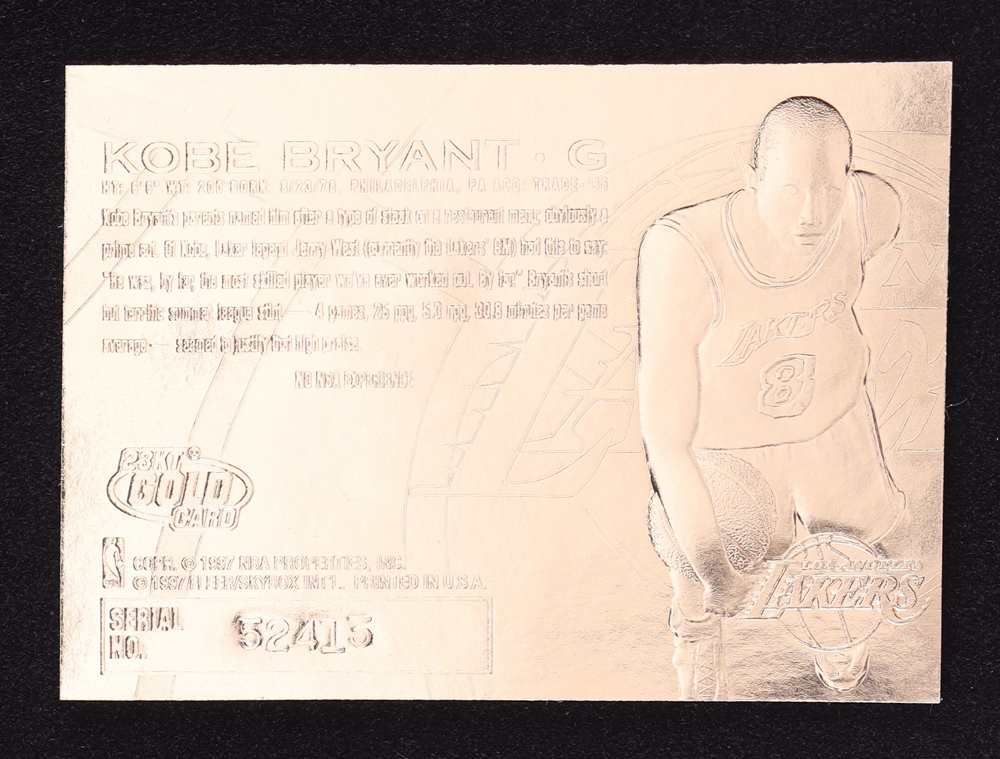 KOBE BRYANT · G
HT: 6'6" WT: 200 BORN: 8/23/78, PHILADELPHIA, PA ACQ: TRADE-'96
Kobe Bryant's parents named him after a type of steak on a restaurant menu; obviously a
prime cut. Of Kobe, Laker legend Jerry West (currently the Lakers' GM) had this to say:
"He was, by far, the most skilled player we've ever worked out. By far." Bryant's short
but terrific summer league stint — 4 games, 25 ppg, 5.3 rpg, 30.8 minutes per game
average — seemed to justify that high praise.
NO NBA EXPERIENCE
23KT®
GOLD
CARD
COPR. © 1997 NBA PROPERTIES, INC.
© 1997 FLEER/SKYBOX INT'L. PRINTED IN U.S.A.
SERIAL
NO.
52415
LAKERS
8
LOS ANGELES
LAKERS